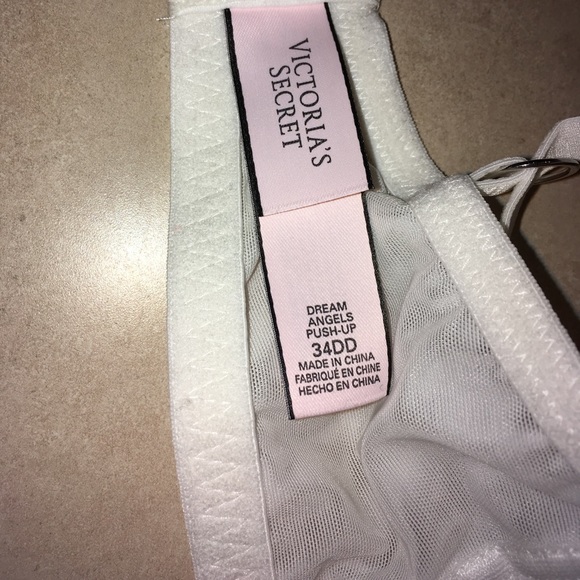 VICTORIA'S
SECRET
DREAM
ANGELS
PUSH-UP
34DD
MADE IN CHINA
FABRIQUÉ EN CHINE
HECHO EN CHINA